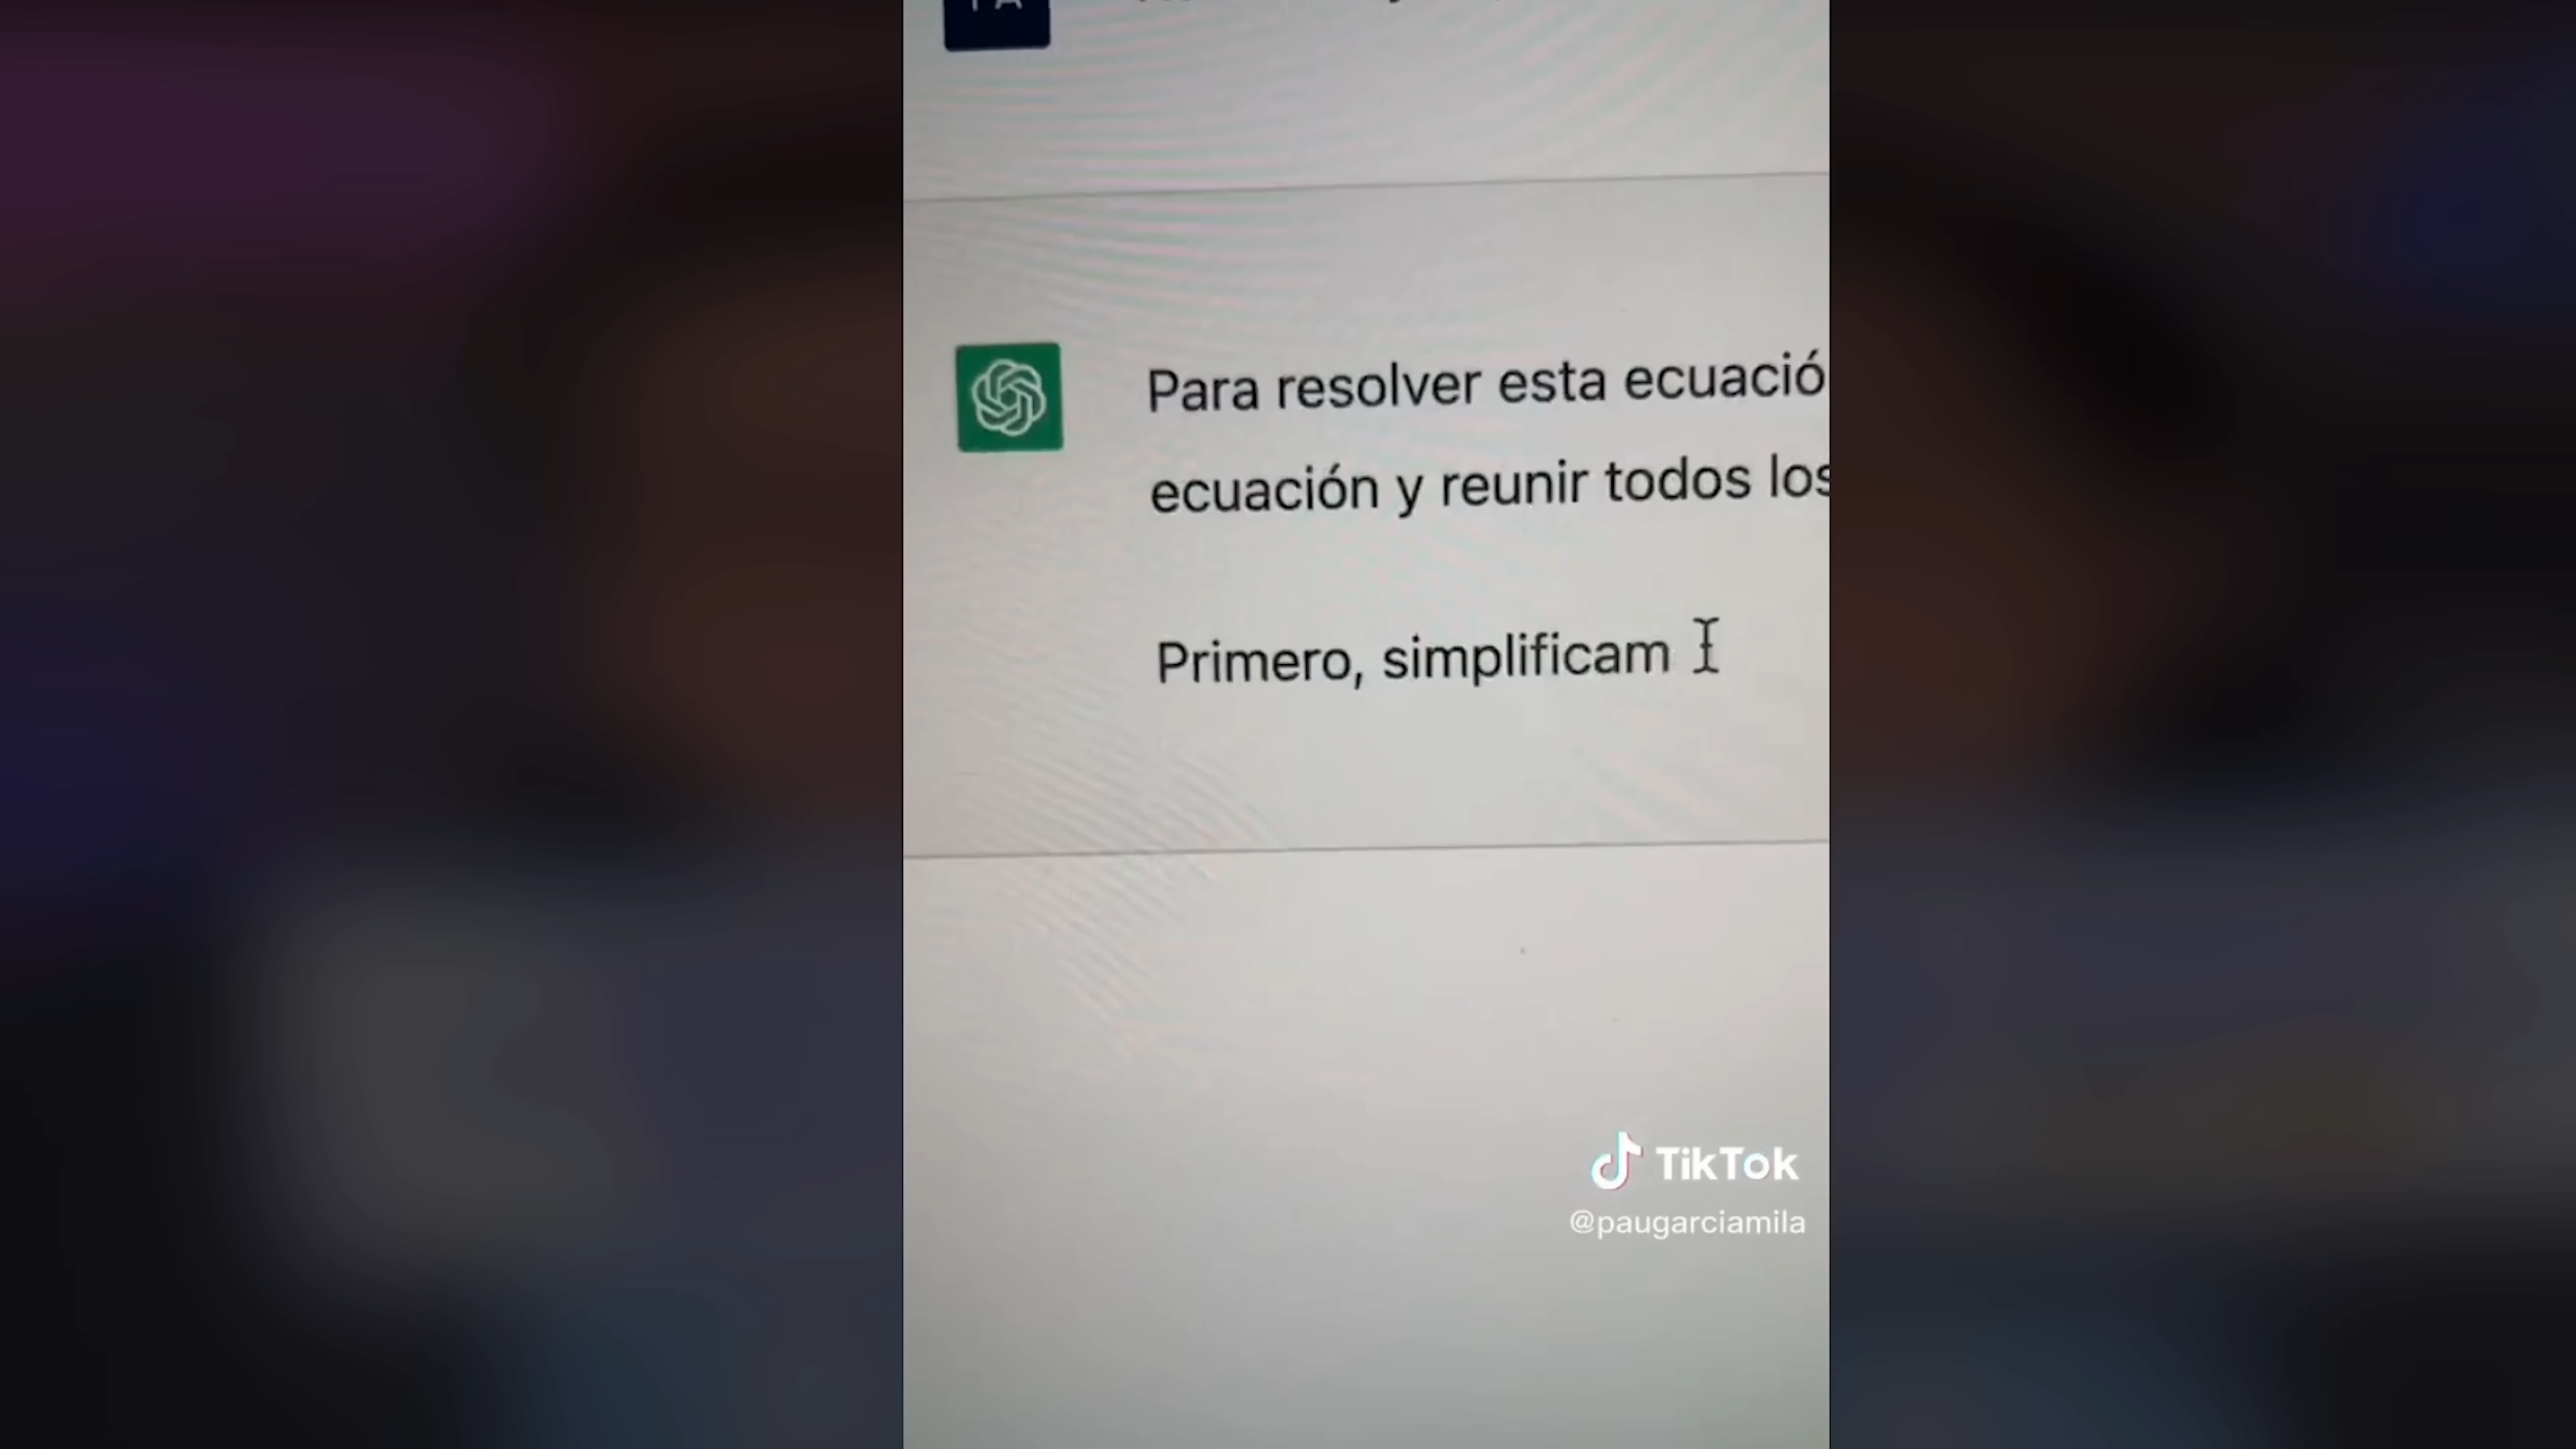 Para resolver esta ecuació
ecuación y reunir todos los
Primero, simplificam
TikTok
@paugarciamila